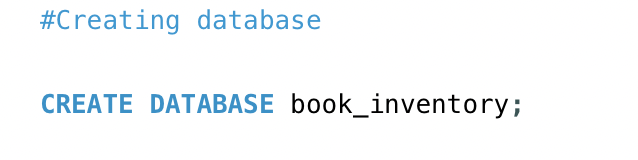 #Creating database
CREATE DATABASE book_inventory;